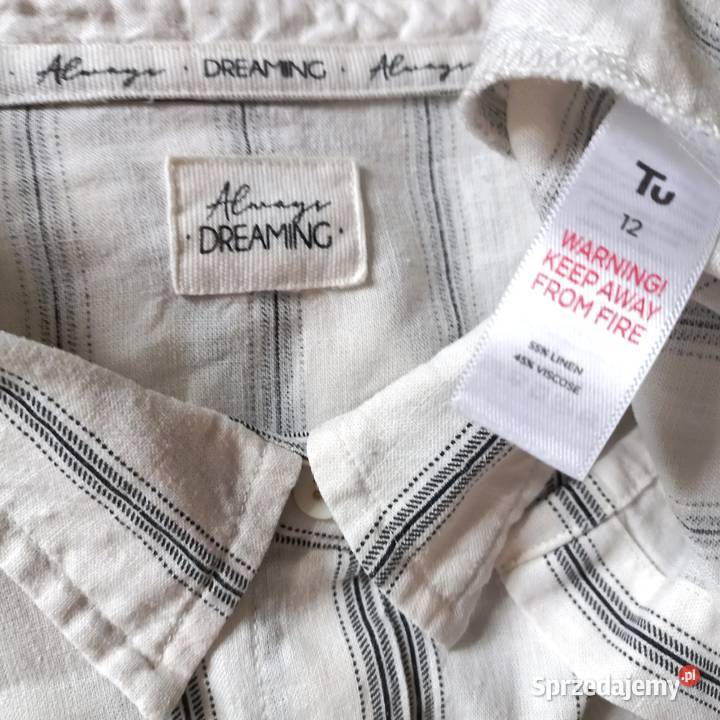 · Always · DREAMING · Always
Always
· DREAMING ·
Tu
12
WARNING!
KEEP AWAY
FROM FIRE
55% LINEN
45% VISCOSE
Sprzedajemy.pl